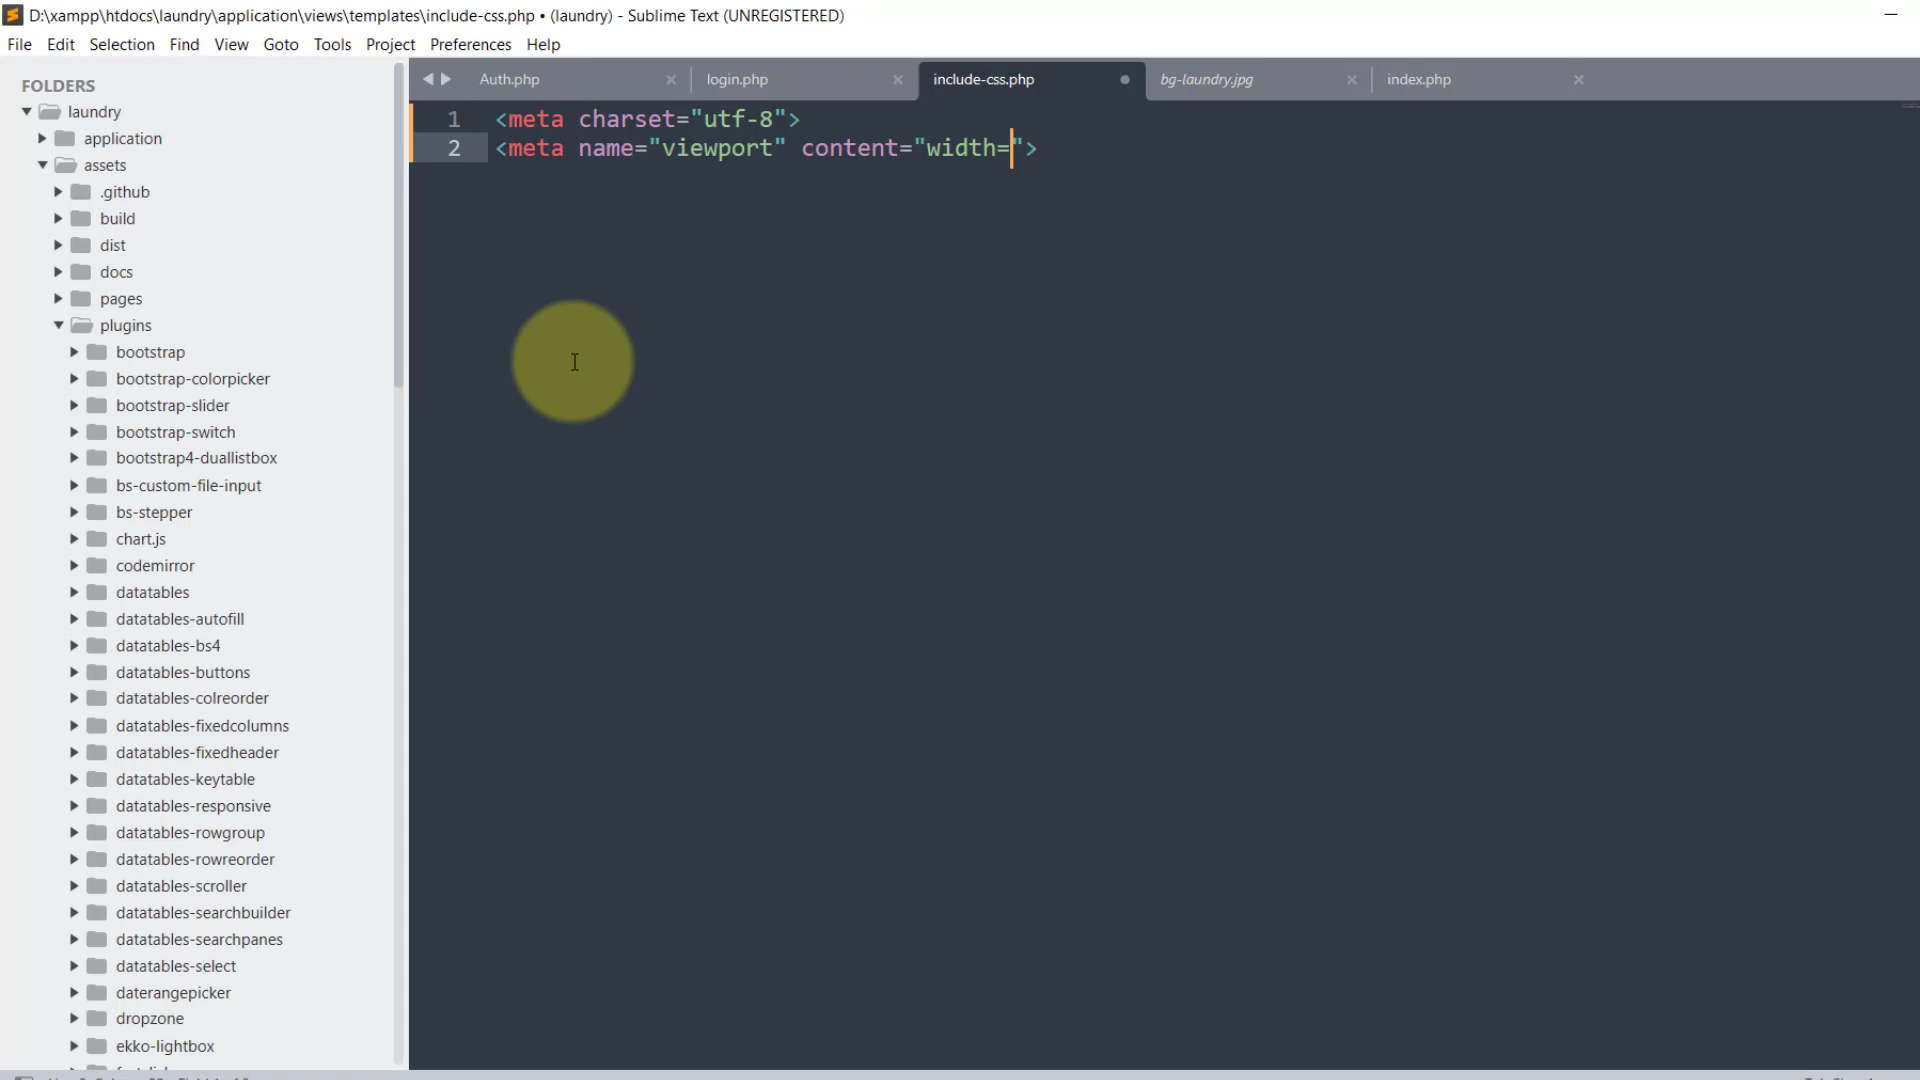 D:\xampp\htdocs\laundry\application\views\templates\include-css.php • (laundry) - Sublime Text (UNREGISTERED)
File Edit Selection Find View Goto Tools Project Preferences Help
FOLDERS
laundry
application
assets
.github
build
dist
docs
pages
plugins
bootstrap
bootstrap-colorpicker
bootstrap-slider
bootstrap-switch
bootstrap4-duallistbox
bs-custom-file-input
bs-stepper
chart.js
codemirror
datatables
datatables-autofill
datatables-bs4
datatables-buttons
datatables-colreorder
datatables-fixedcolumns
datatables-fixedheader
datatables-keytable
datatables-responsive
datatables-rowgroup
datatables-rowreorder
datatables-scroller
datatables-searchbuilder
datatables-searchpanes
datatables-select
daterangepicker
dropzone
ekko-lightbox
Auth.php login.php include-css.php bg-laundry.jpg index.php
1 <meta charset="utf-8">
2 <meta name="viewport" content="width=">